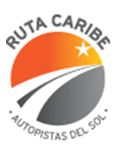 RUTA CARIBE
• AUTOPISTAS DEL SOL •